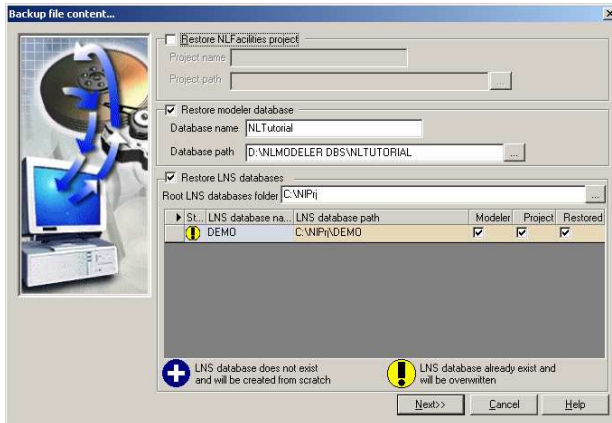 Backup file content...
Restore NLFacilities project
Project name
Project path
...
Restore modeler database
Database name NLTutorial
Database path D:\NLMODELER DBS\NLTUTORIAL ...
Restore LNS databases
Root LNS databases folder C:\NlPrj ...
St... LNS database na... LNS database path Modeler Project Restored
DEMO C:\NlPrj\DEMO
LNS database does not exist
and will be created from scratch
LNS database already exist and
will be overwritten
Next>> Cancel Help